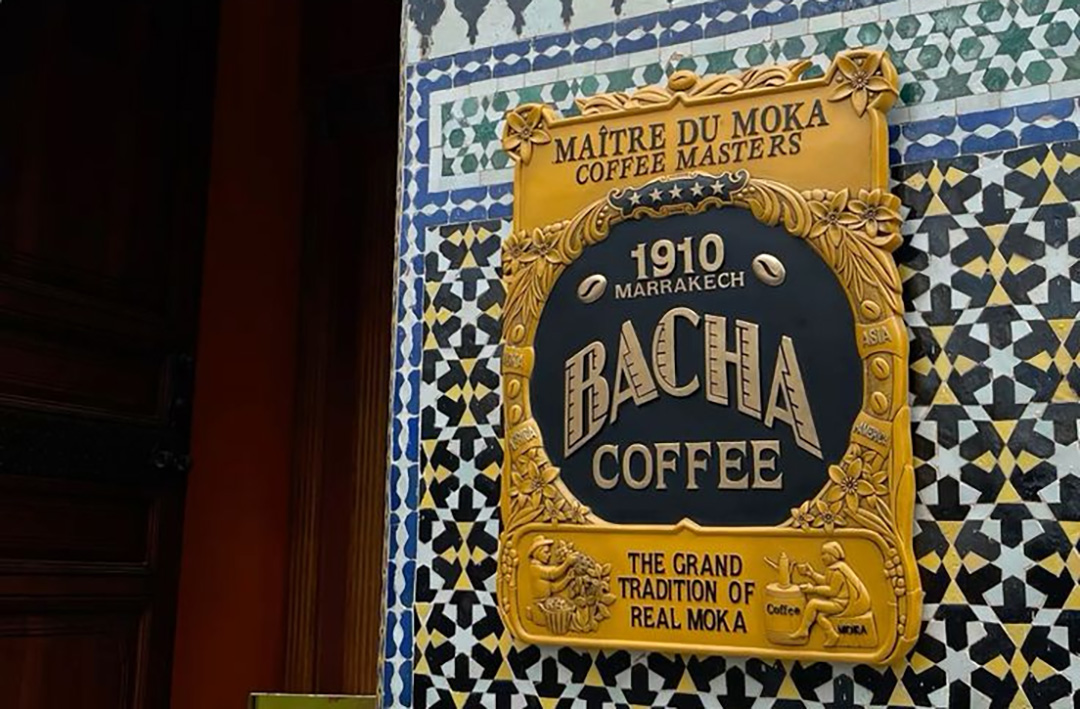 MAÎTRE DU MOKA
COFFEE MASTERS
1910
MARRAKECH
BACHA
COFFEE
ASIA
AMERICA
THE GRAND
TRADITION OF
REAL MOKA
Coffee
MOKA